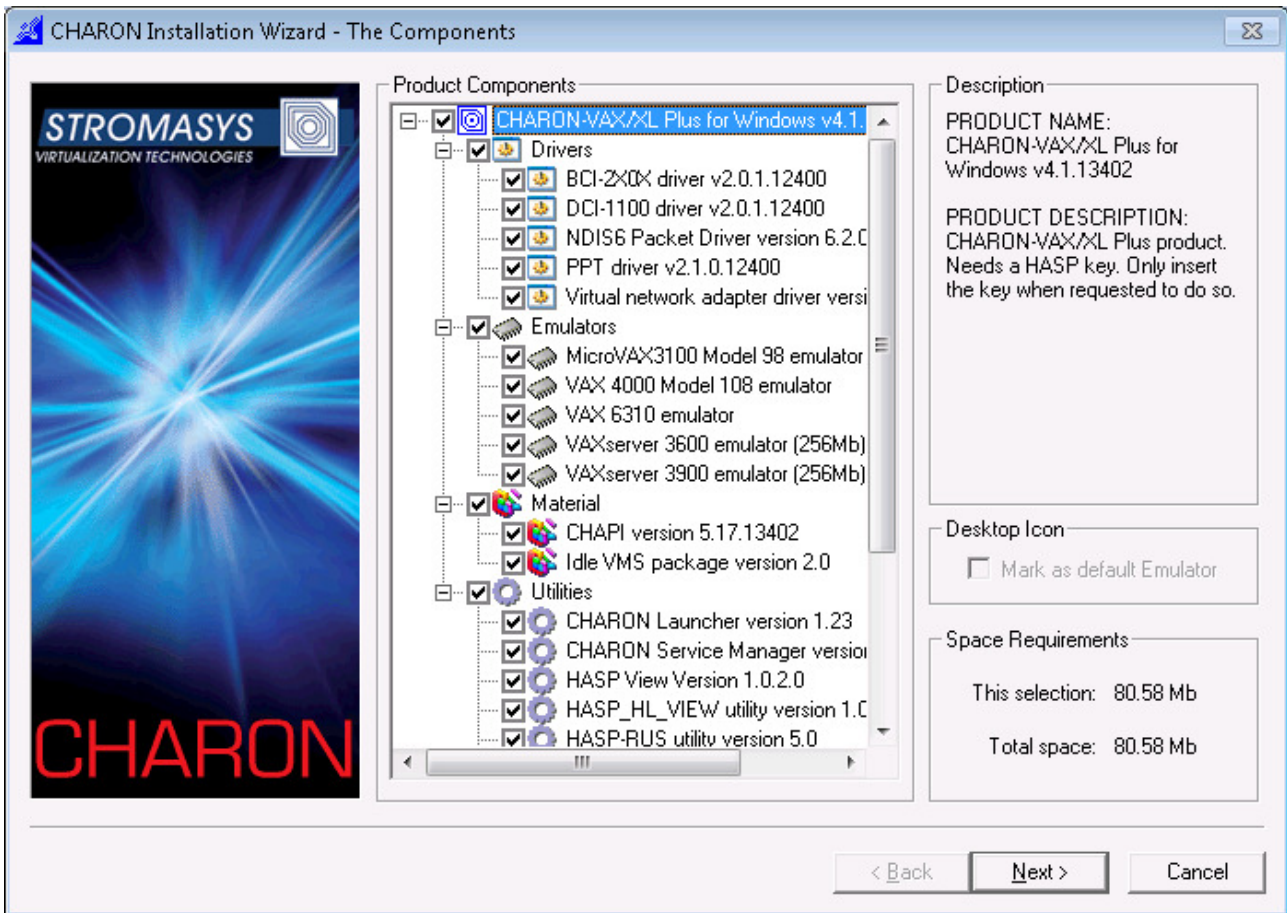 CHARON Installation Wizard - The Components
STROMASYS
VIRTUALIZATION TECHNOLOGIES
CHARON
Product Components
CHARON-VAX/XL Plus for Windows v4.1.
Drivers
BCI-2X0X driver v2.0.1.12400
DCI-1100 driver v2.0.1.12400
NDIS6 Packet Driver version 6.2.0
PPT driver v2.1.0.12400
Virtual network adapter driver versi
Emulators
MicroVAX3100 Model 98 emulator
VAX 4000 Model 108 emulator
VAX 6310 emulator
VAXserver 3600 emulator (256Mb)
VAXserver 3900 emulator (256Mb)
Material
CHAPI version 5.17.13402
Idle VMS package version 2.0
Utilities
CHARON Launcher version 1.23
CHARON Service Manager version
HASP View Version 1.0.2.0
HASP_HL_VIEW utility version 1.0
HASP-RUS utility version 5.0
Description
PRODUCT NAME:
CHARON-VAX/XL Plus for
Windows v4.1.13402
PRODUCT DESCRIPTION:
CHARON-VAX/XL Plus product.
Needs a HASP key. Only insert
the key when requested to do so.
Desktop Icon
Mark as default Emulator
Space Requirements
This selection: 80.58 Mb
Total space: 80.58 Mb
< Back
Next >
Cancel